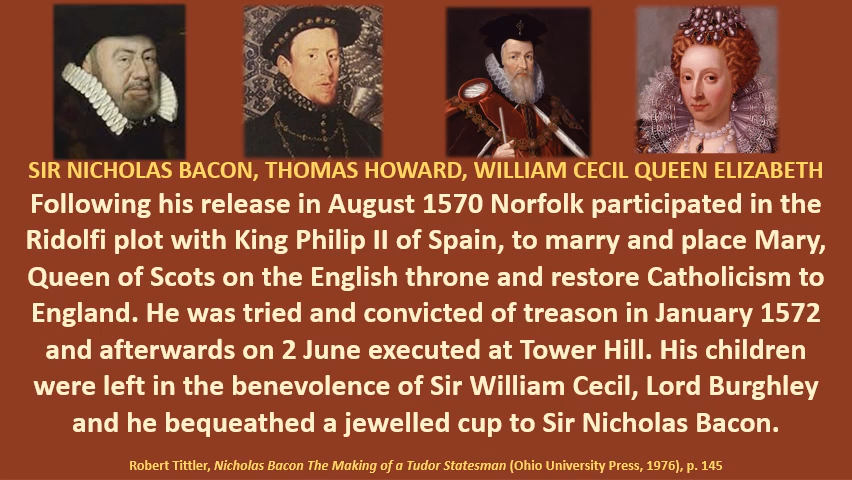 SIR NICHOLAS BACON, THOMAS HOWARD, WILLIAM CECIL QUEEN ELIZABETH
Following his release in August 1570 Norfolk participated in the
Ridolfi plot with King Philip II of Spain, to marry and place Mary,
Queen of Scots on the English throne and restore Catholicism to
England. He was tried and convicted of treason in January 1572
and afterwards on 2 June executed at Tower Hill. His children
were left in the benevolence of Sir William Cecil, Lord Burghley
and he bequeathed a jewelled cup to Sir Nicholas Bacon.
Robert Tittler, Nicholas Bacon The Making of a Tudor Statesman (Ohio University Press, 1976), p. 145